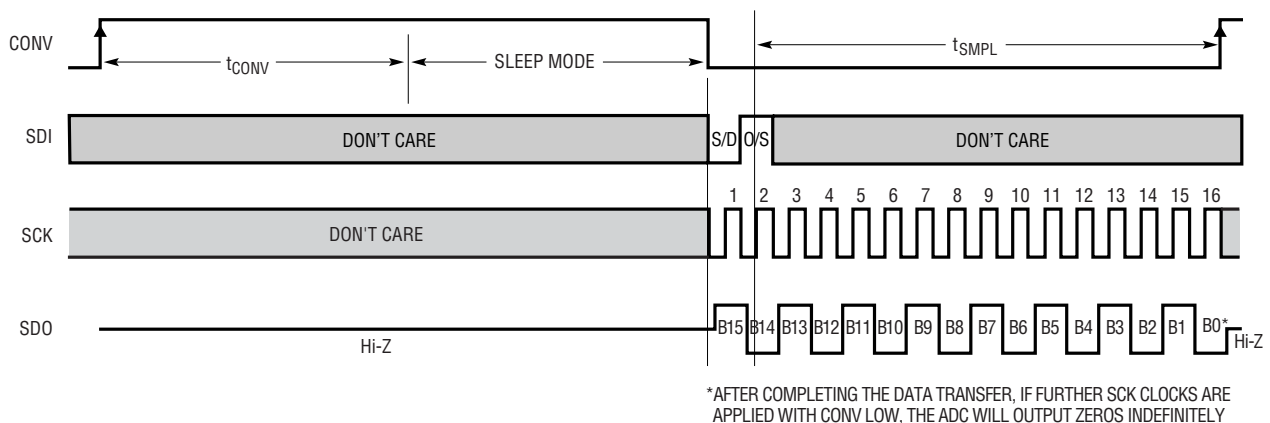 CONV
tCONV
SLEEP MODE
tSMPL
SDI
DON'T CARE
S/D
O/S
DON'T CARE
1 2 3 4 5 6 7 8 9 10 11 12 13 14 15 16
SCK
DON'T CARE
SDO
Hi-Z
B15 B14 B13 B12 B11 B10 B9 B8 B7 B6 B5 B4 B3 B2 B1 B0*
Hi-Z
*AFTER COMPLETING THE DATA TRANSFER, IF FURTHER SCK CLOCKS ARE
APPLIED WITH CONV LOW, THE ADC WILL OUTPUT ZEROS INDEFINITELY